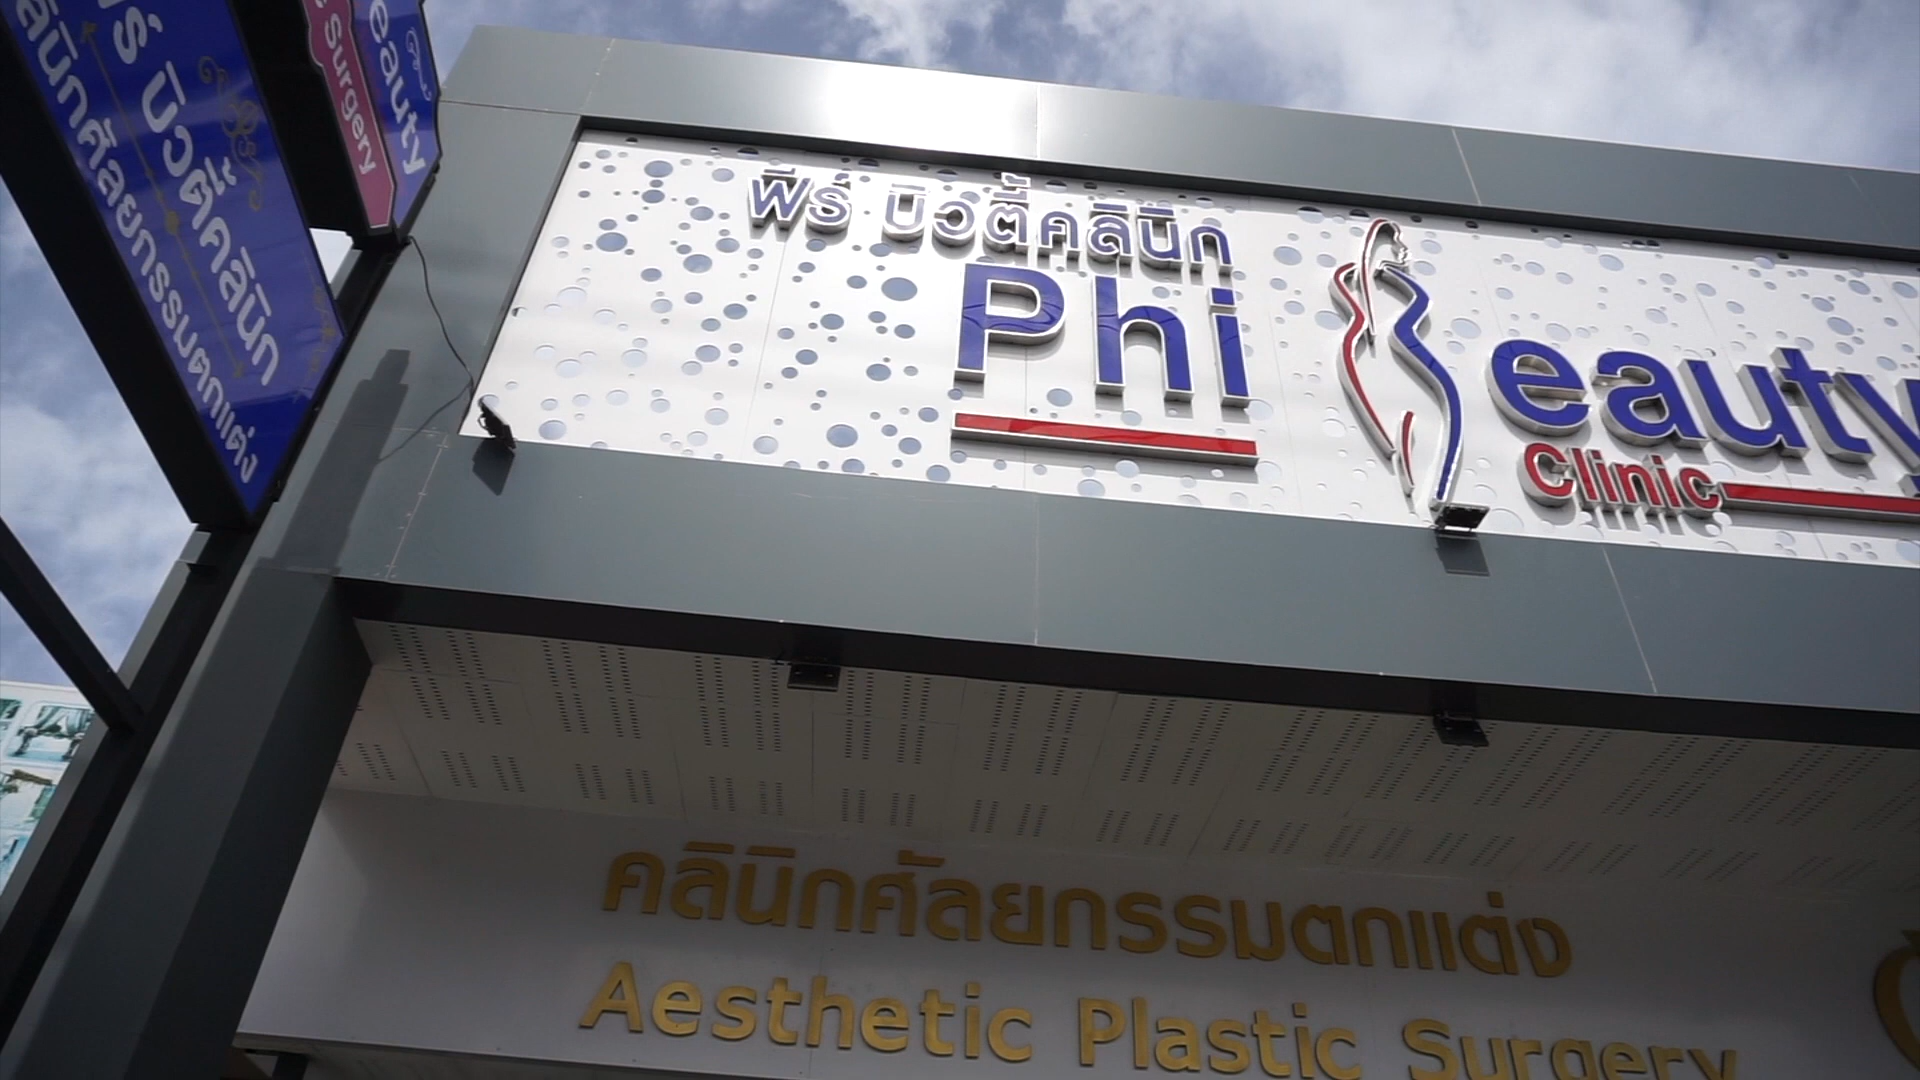 ฟีร์ บิวตี้คลินิก
คลินิกศัลยกรรมตกแต่ง
Surgery
eauty
ฟีร์ บิวตี้คลินิก
Phi Beauty
Clinic
คลินิกศัลยกรรมตกแต่ง
Aesthetic Plastic Surgery